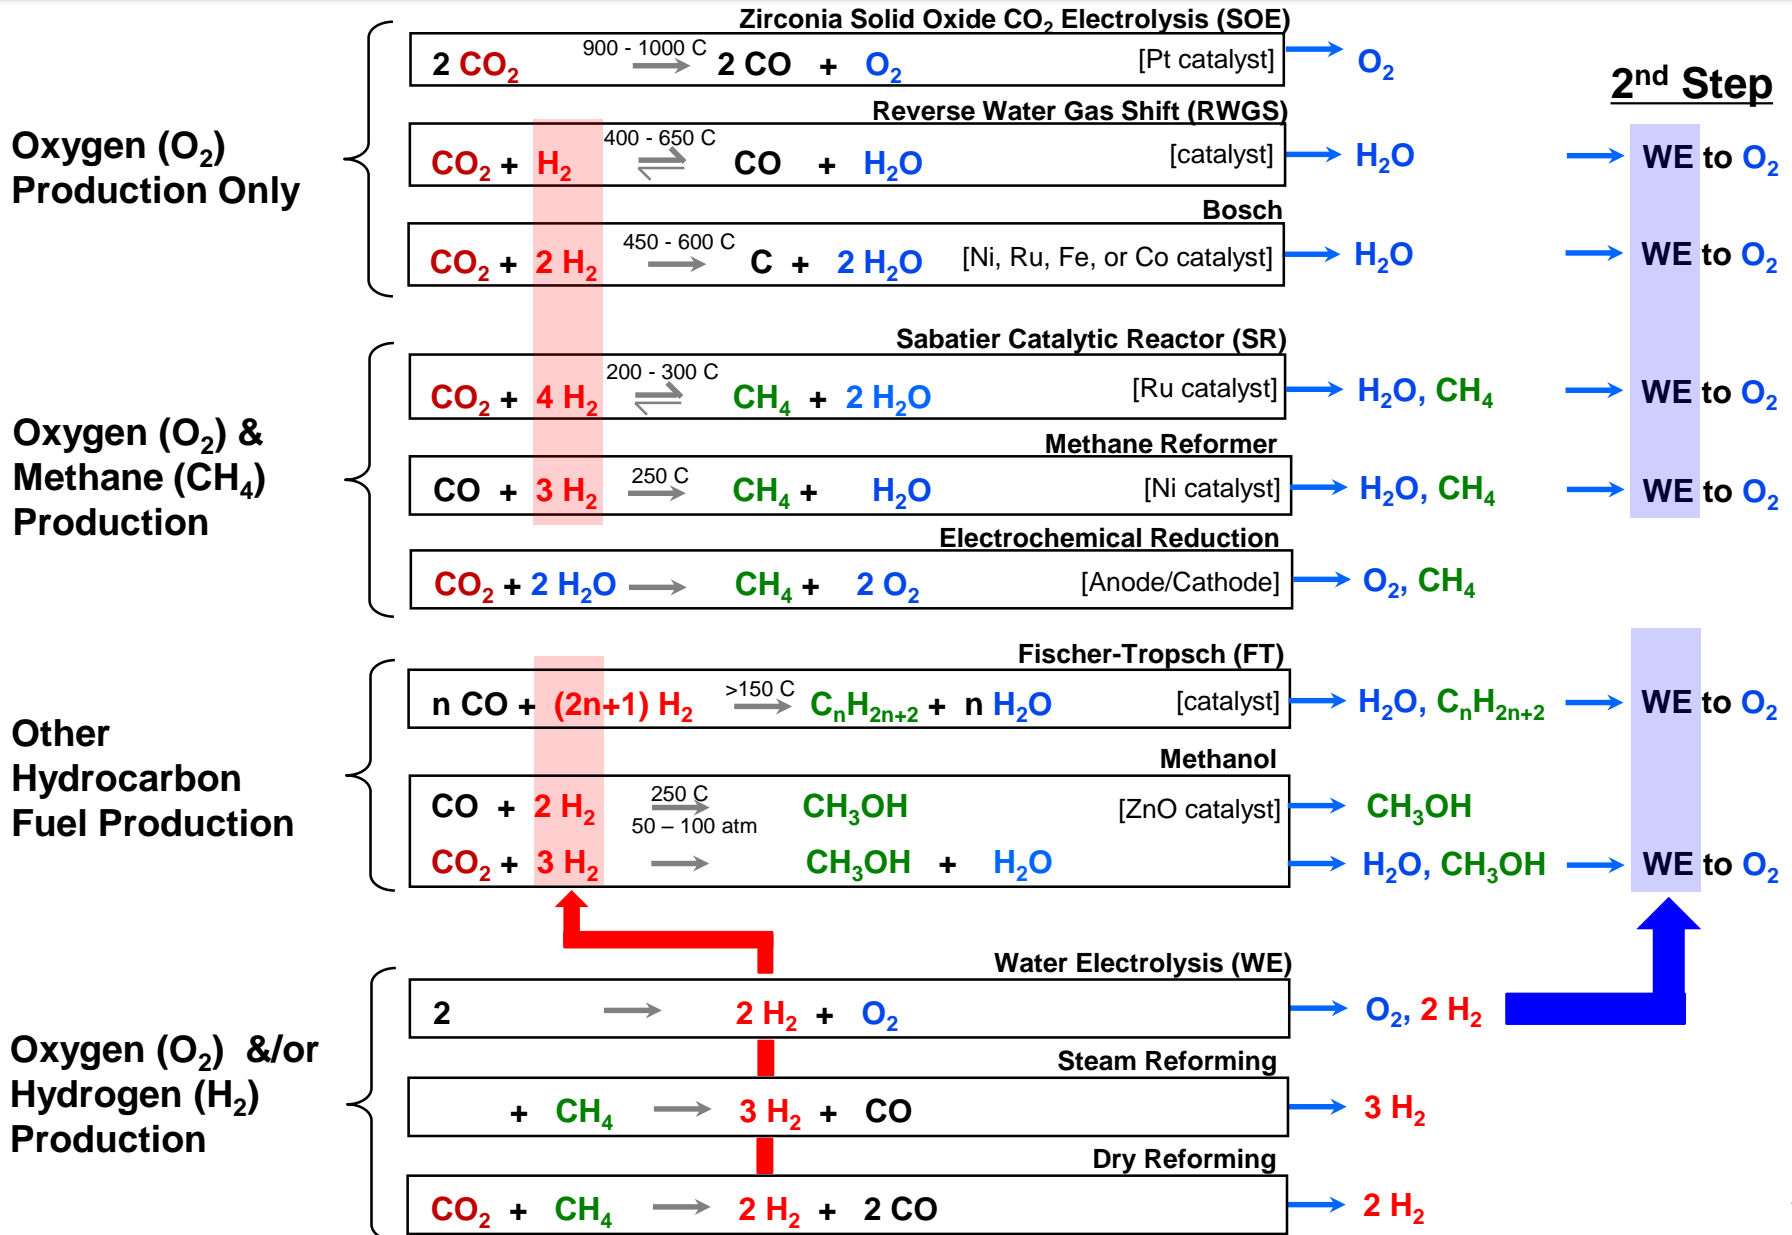 Zirconia Solid Oxide CO₂ Electrolysis (SOE)
2 CO₂ 900 - 1000 C 2 CO + O₂ [Pt catalyst] O₂
2nd Step
Oxygen (O₂)
Production Only
Reverse Water Gas Shift (RWGS)
CO₂ + H₂ 400 - 650 C CO + H₂O [catalyst] H₂O WE to O₂
Bosch
CO₂ + 2 H₂ 450 - 600 C C + 2 H₂O [Ni, Ru, Fe, or Co catalyst] H₂O WE to O₂
Oxygen (O₂) &
Methane (CH₄)
Production
Sabatier Catalytic Reactor (SR)
CO₂ + 4 H₂ 200 - 300 C CH₄ + 2 H₂O [Ru catalyst] H₂O, CH₄ WE to O₂
Methane Reformer
CO + 3 H₂ 250 C CH₄ + H₂O [Ni catalyst] H₂O, CH₄ WE to O₂
Electrochemical Reduction
CO₂ + 2 H₂O CH₄ + 2 O₂ [Anode/Cathode] O₂, CH₄
Other
Hydrocarbon
Fuel Production
Fischer-Tropsch (FT)
n CO + (2n+1) H₂ >150 C CₙH₂ₙ₊₂ + n H₂O [catalyst] H₂O, CₙH₂ₙ₊₂ WE to O₂
Methanol
CO + 2 H₂ 250 C CH₃OH [ZnO catalyst] CH₃OH
50 – 100 atm
CO₂ + 3 H₂ CH₃OH + H₂O H₂O, CH₃OH WE to O₂
Oxygen (O₂) &/or
Hydrogen (H₂)
Production
Water Electrolysis (WE)
2 2 H₂ + O₂ O₂, 2 H₂
Steam Reforming
+ CH₄ 3 H₂ + CO 3 H₂
Dry Reforming
CO₂ + CH₄ 2 H₂ + 2 CO 2 H₂